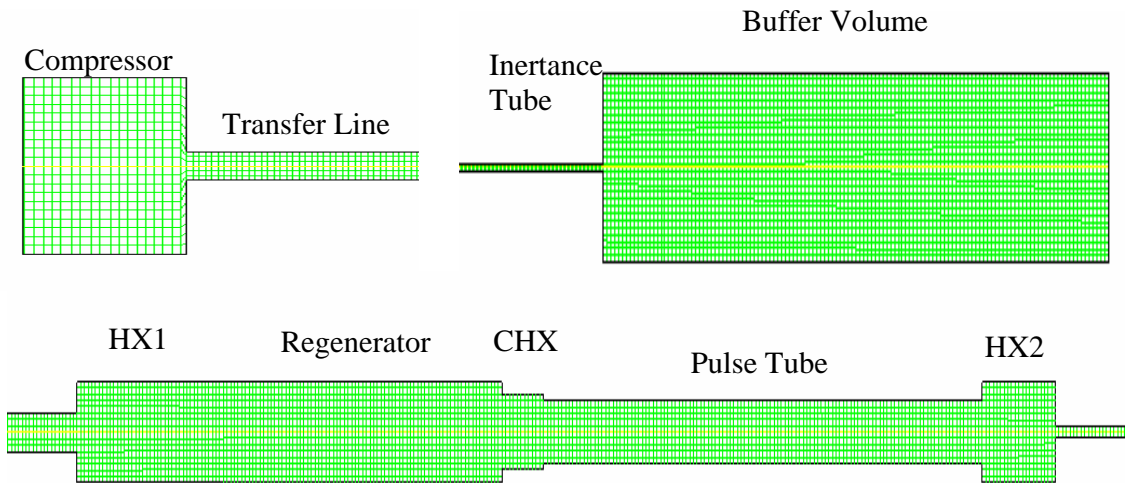 Compressor
Transfer Line
Buffer Volume
Inertance
Tube
HX1
Regenerator
CHX
Pulse Tube
HX2